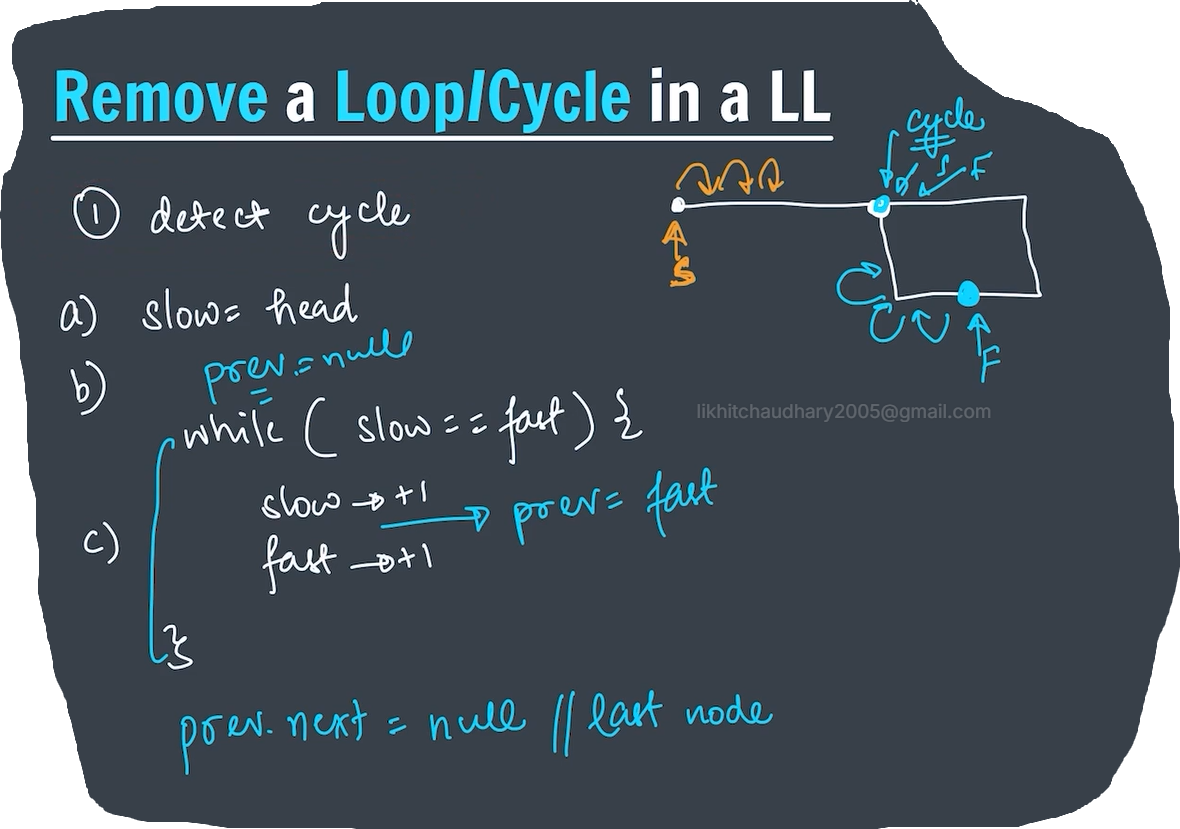 Remove a Loop/Cycle in a LL
cycle
S F
① detect cycle
S
a) slow = head
b) prev = null
F
while ( slow == fast ) {
likhitchaudhary2005@gmail.com
slow → +1 → prev = fast
c)
fast → +1
}
prev. next = null // last node